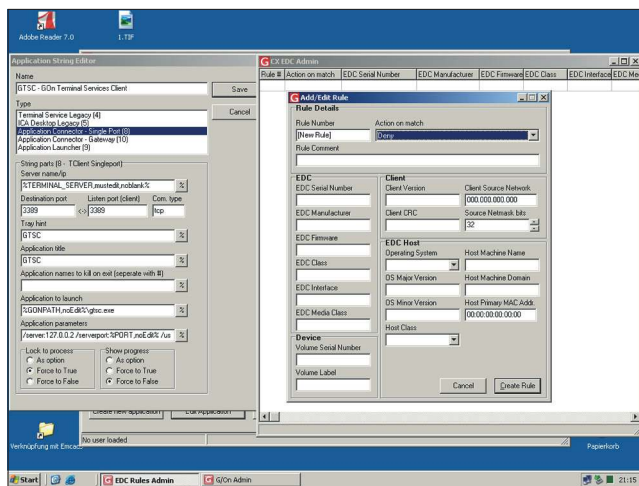 Adobe Reader 7.0
1.TIF
Application String Editor
Name
GTSC - GOn Terminal Services Client
Save
Type
Cancel
Terminal Service Legacy (4)
ICA Desktop Legacy (5)
Application Connector - Single Port (8)
Application Connector - Gateway (10)
Application Launcher (9)
String parts (8 - TClient Singleport)
Server name/ip
%TERMINAL_SERVER,mustedit,noblank%
%
Destination port
Listen port (client)
Com. type
3389
<->
3389
tcp
Tray hint
GTSC
%
Application title
GTSC
%
Application names to kill on exit (seperate with #)
%
Application to launch
%GONPATH,noEdit%\gtsc.exe
%
Application parameters
/server:127.0.0.2 /serverport:%PORT,noEdit% /us
%
Lock to process
As option
Force to True
Force to False
Show progress
As option
Force to True
Force to False
Create new application
Edit Application
No user loaded
CX EDC Admin
Rule #
Action on match
EDC Serial Number
EDC Manufacturer
EDC Firmware
EDC Class
EDC Interface
EDC Me
Add/Edit Rule
Rule Details
Rule Number
Action on match
[New Rule]
Deny
Rule Comment
EDC
EDC Serial Number
EDC Manufacturer
EDC Firmware
EDC Class
EDC Interface
EDC Media Class
Device
Volume Serial Number
Volume Label
Client
Client Version
Client Source Network
000.000.000.000
Client CRC
Source Netmask bits
32
EDC Host
Operating System
Host Machine Name
OS Major Version
Host Machine Domain
OS Minor Version
Host Primary MAC Addr.
00:00:00:00:00:00
Host Class
Cancel
Create Rule
Verknüpfung mit Emcads
Papierkorb
Start
EDC Rules Admin
G/On Admin
21:15